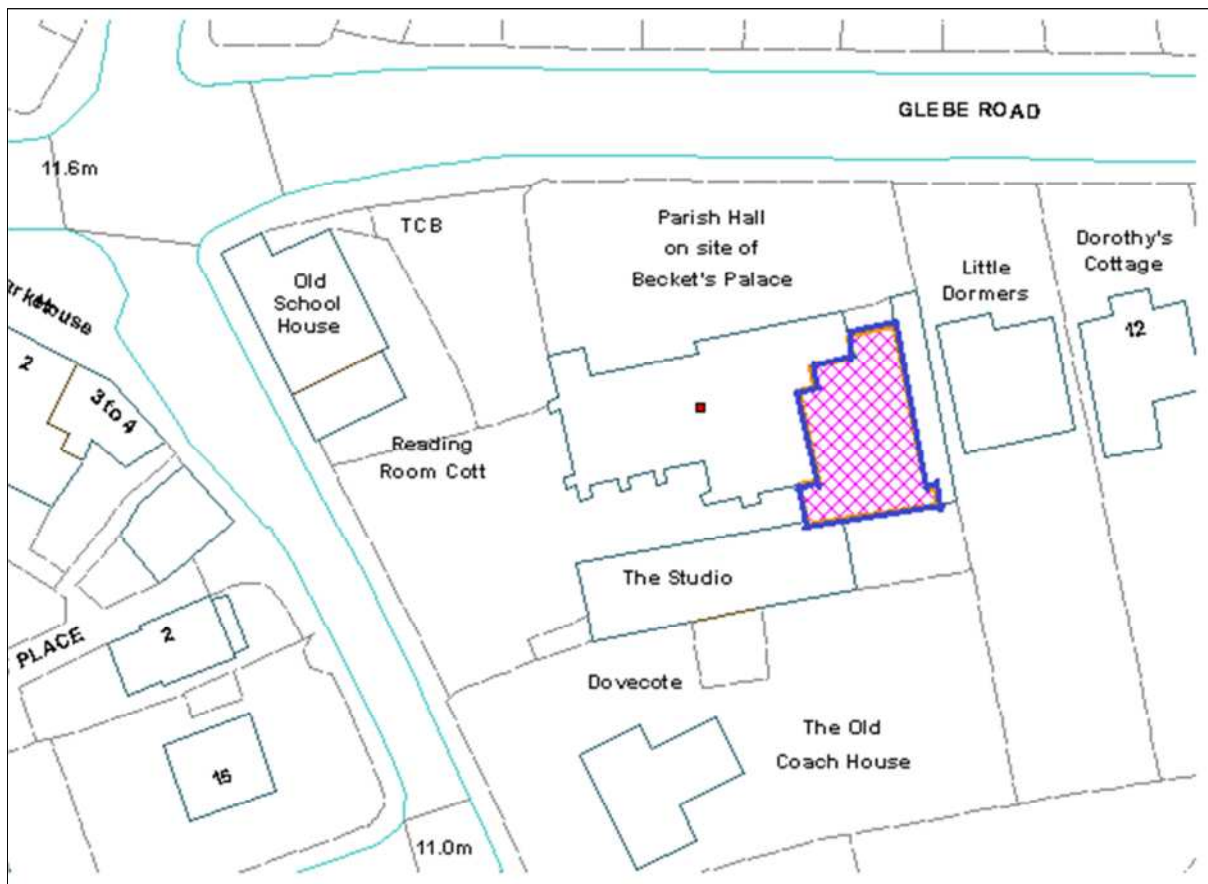 GLEBE ROAD
11.6m
TCB
Parish Hall
on site of
Becket's Palace
Old
School
House
Little
Dormers
Dorothy's
Cottage
12
2
3 to 4
Reading
Room Cott
The Studio
PLACE
2
Dovecote
The Old
Coach House
15
11.0m